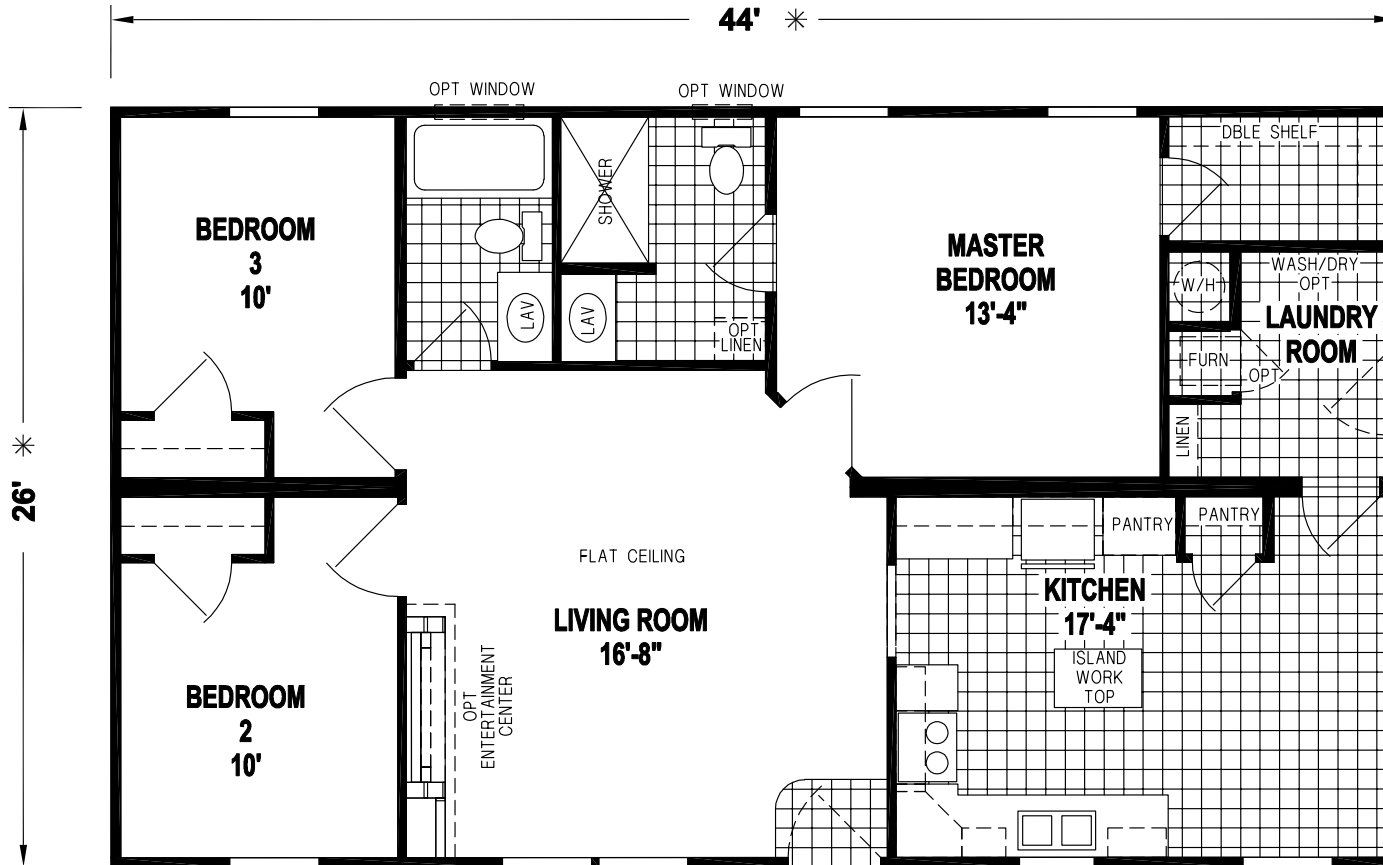 44' ✳
OPT WINDOW
OPT WINDOW
26' ✳
DBLE SHELF
BEDROOM
3
10'
SHOWER
LAV
LAV
OPT
LINEN
MASTER
BEDROOM
13'-4"
W/H
WASH/DRY
OPT
LAUNDRY
ROOM
FURN
OPT
LINEN
FLAT CEILING
LIVING ROOM
16'-8"
PANTRY
PANTRY
KITCHEN
17'-4"
ISLAND
WORK
TOP
BEDROOM
2
10'
OPT
ENTERTAINMENT
CENTER